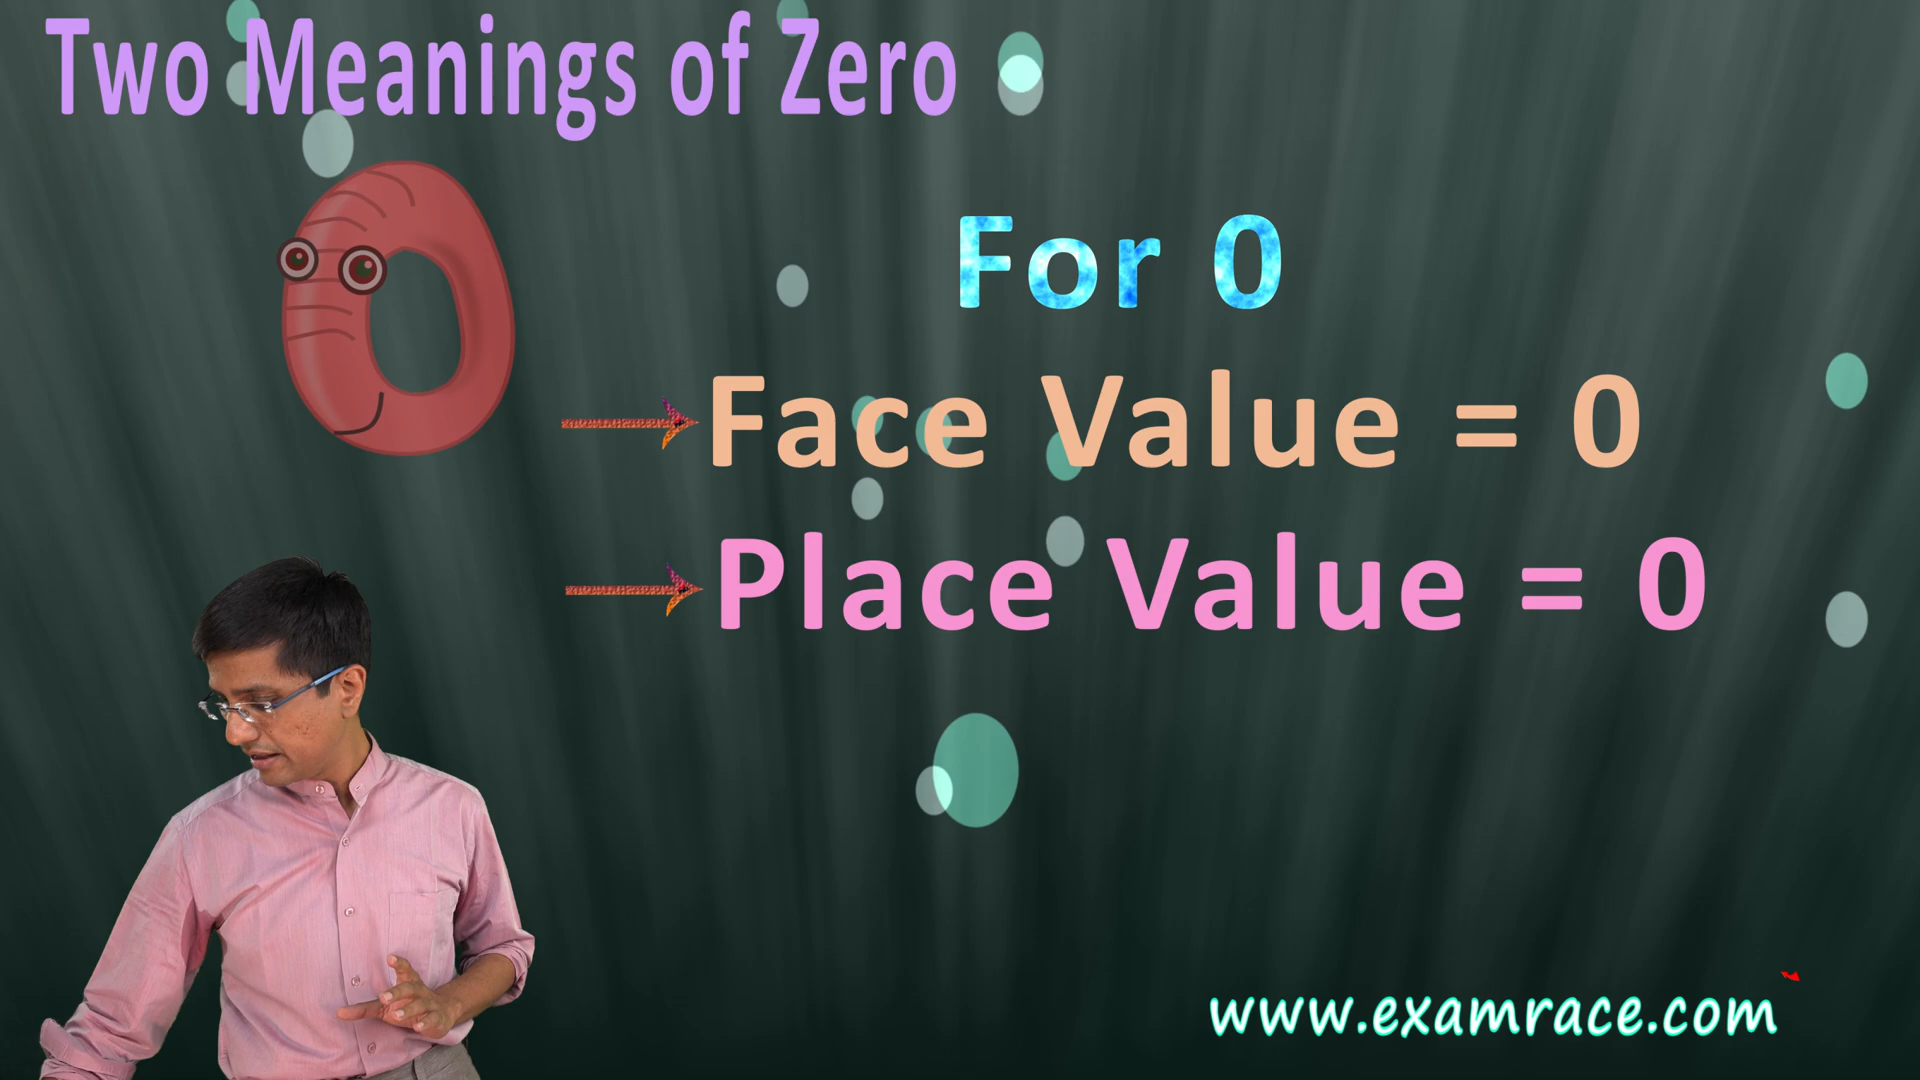 Two Meanings of Zero
For 0
Face Value = 0
Place Value = 0
www.examrace.com